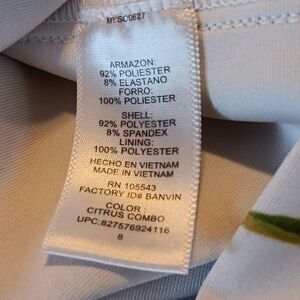 MYSC0627
ARMAZON:
92% POLIESTER
8% ELASTANO
FORRO:
100% POLIESTER
SHELL:
92% POLYESTER
8% SPANDEX
LINING:
100% POLYESTER
HECHO EN VIETNAM
MADE IN VIETNAM
RN 105543
FACTORY ID# BANVIN
COLOR :
CITRUS COMBO
UPC:827576924116
8